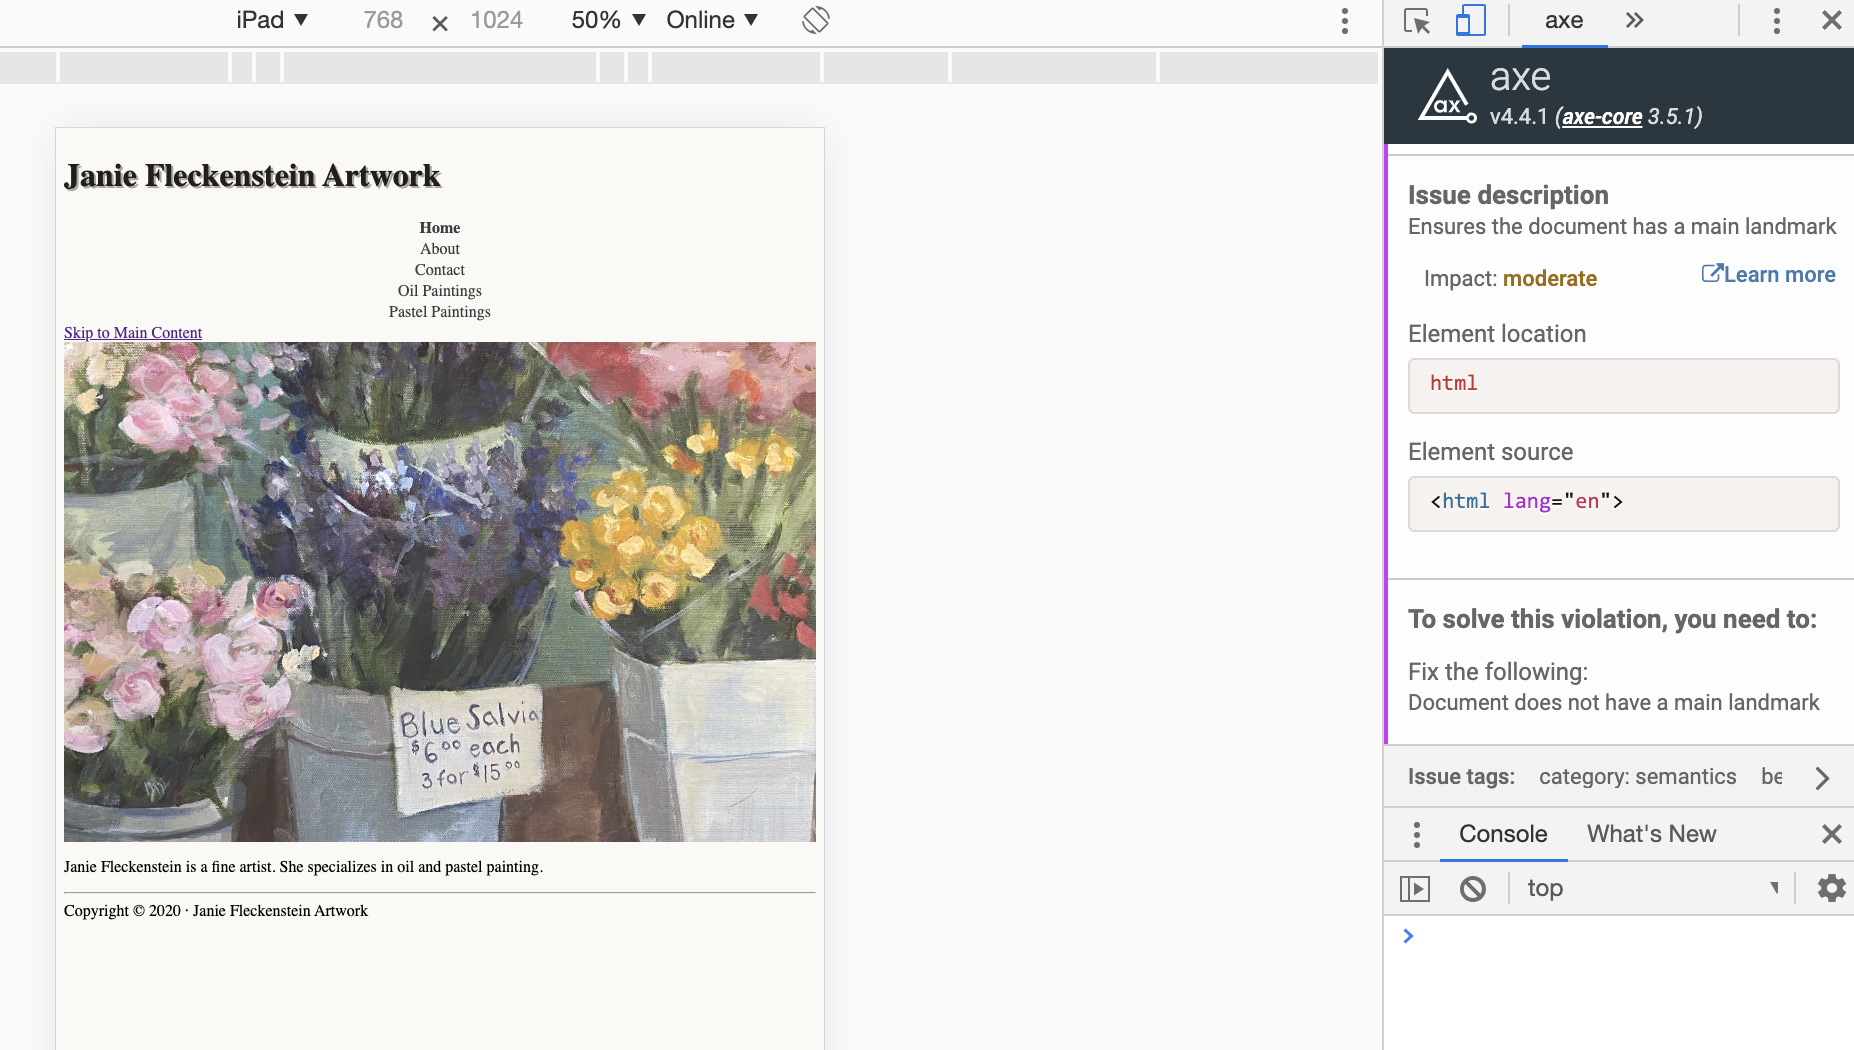 iPad ▼ 768 × 1024 50% ▼ Online ▼
axe
axe
v4.4.1 (axe-core 3.5.1)
Janie Fleckenstein Artwork
Home
About
Contact
Oil Paintings
Pastel Paintings
Skip to Main Content
Blue Salvia
$6.00 each
3 for $15.00
Janie Fleckenstein is a fine artist. She specializes in oil and pastel painting.
Copyright © 2020 · Janie Fleckenstein Artwork
ax
Issue description
Ensures the document has a main landmark
Impact: moderate
Learn more
Element location
html
Element source
<html lang="en">
To solve this violation, you need to:
Fix the following:
Document does not have a main landmark
Issue tags: category: semantics be
Console What's New
top